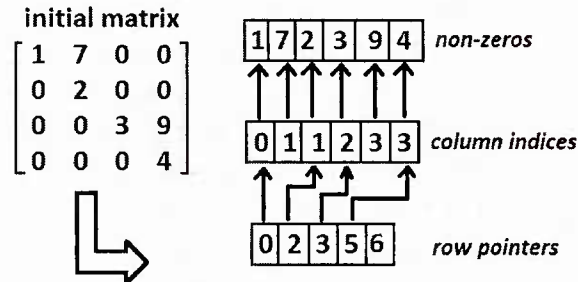 initial matrix
1 7 0 0
0 2 0 0
0 0 3 9
0 0 0 4
1 7 2 3 9 4 non-zeros
0 1 1 2 3 3 column indices
0 2 3 5 6 row pointers